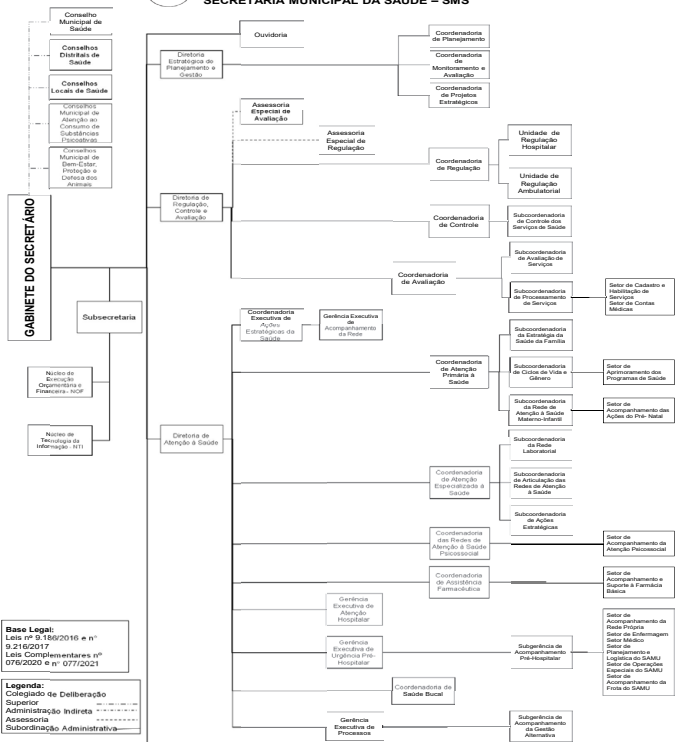 SECRETARIA MUNICIPAL DA SAÚDE – SMS
Conselho
Municipal de
Saúde
Conselhos
Distritais de
Saúde
Conselhos
Locais de Saúde
Conselhos
Municipal de
Atenção ao
Consumo de
Substâncias
Psicoativas
Conselhos
Municipal de
Bem-Estar,
Proteção e
Defesa dos
Animais
GABINETE DO SECRETÁRIO
Subsecretaria
Núcleo de
Execução
Orçamentária e
Financeira - NOF
Núcleo de
Tecnologia da
Informação - NTI
Ouvidoria
Diretoria
Estratégica de
Planejamento e
Gestão
Coordenadoria
de Planejamento
Coordenadoria
de
Monitoramento e
Avaliação
Coordenadoria
de Projetos
Estratégicos
Assessoria
Especial de
Avaliação
Assessoria
Especial de
Regulação
Diretoria de
Regulação,
Controle e
Avaliação
Coordenadoria
de Regulação
Unidade de
Regulação
Hospitalar
Unidade de
Regulação
Ambulatorial
Coordenadoria
de Controle
Subcoordenadoria
de Controle dos
Serviços de Saúde
Coordenadoria
de Avaliação
Subcoordenadoria
de Avaliação de
Serviços
Subcoordenadoria
de Processamento
de Serviços
Setor de Cadastro e
Habilitação de
Serviços
Setor de Contas
Médicas
Diretoria de
Atenção à Saúde
Coordenadoria
Executiva de
Ações
Estratégicas da
Saúde
Gerência Executiva
de
Acompanhamento
da Rede
Coordenadoria
de Atenção
Primária à
Saúde
Subcoordenadoria
da Estratégia da
Saúde da Família
Subcoordenadoria
de Ciclos de Vida e
Gênero
Setor de
Aprimoramento dos
Programas de Saúde
Subcoordenadoria
da Rede de
Atenção à Saúde
Materno-Infantil
Setor de
Acompanhamento das
Ações do Pré- Natal
Coordenadoria
de Atenção
Especializada à
Saúde
Subcoordenadoria
da Rede
Laboratorial
Subcoordenadoria
de Articulação das
Redes de Atenção
à Saúde
Subcoordenadoria
de Ações
Estratégicas
Coordenadoria
das Redes de
Atenção à Saúde
Psicossocial
Setor de
Acompanhamento da
Atenção Psicossocial
Coordenadoria
de Assistência
Farmacêutica
Setor de
Acompanhamento e
Suporte à Farmácia
Básica
Gerência
Executiva de
Atenção
Hospitalar
Gerência
Executiva de
Urgência Pré-
Hospitalar
Subgerência de
Acompanhamento
Pré-Hospitalar
Setor de
Acompanhamento da
Rede Própria
Setor de Enfermagem
Setor Médico
Setor de
Planejamento e
Logística do SAMU
Setor de Operações
Especiais do SAMU
Setor de
Acompanhamento da
Frota do SAMU
Coordenadoria de
Saúde Bucal
Gerência
Executiva de
Processos
Subgerência de
Acompanhamento
da Gestão
Alternativa
Base Legal:
Leis nº 9.186/2016 e n°
9.216/2017
Leis Complementares nº
076/2020 e n° 077/2021
Legenda:
Colegiado de Deliberação
Superior
Administração Indireta
Assessoria
Subordinação Administrativa